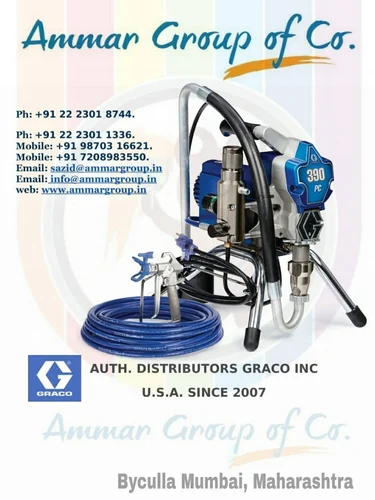 Ammar Group of Co.
Ph: +91 22 2301 8744.
Ph: +91 22 2301 1336.
Mobile: +91 98703 16621.
Mobile: +91 7208983550.
Email: sazid@ammargroup.in
Email: info@ammargroup.in
web: www.ammargroup.in
390
PC
G
GRACO
AUTH. DISTRIBUTORS GRACO INC
U.S.A. SINCE 2007
Ammar Group of Co.
Byculla Mumbai, Maharashtra